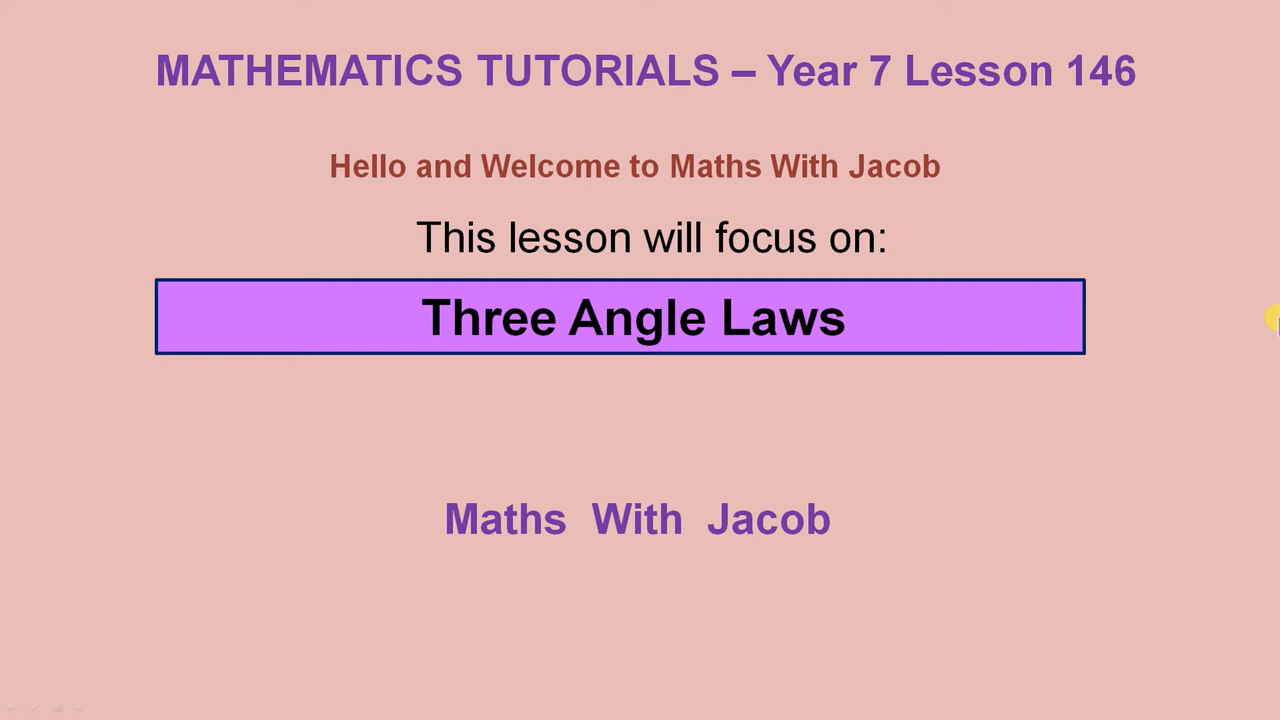 MATHEMATICS TUTORIALS – Year 7 Lesson 146
Hello and Welcome to Maths With Jacob
This lesson will focus on:
Three Angle Laws
Maths With Jacob